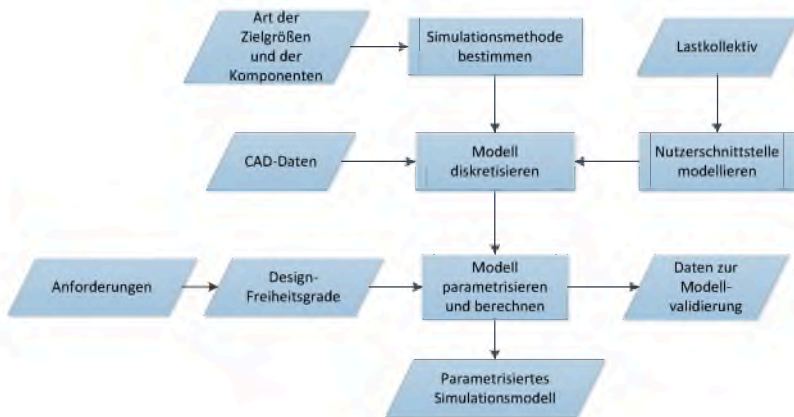 Art der
Zielgrößen
und der
Komponenten
Simulationsmethode
bestimmen
Lastkollektiv
CAD-Daten
Modell
diskretisieren
Nutzerschnittstelle
modellieren
Anforderungen
Design-
Freiheitsgrade
Modell
parametrisieren
und berechnen
Daten zur
Modell-
validierung
Parametrisiertes
Simulationsmodell